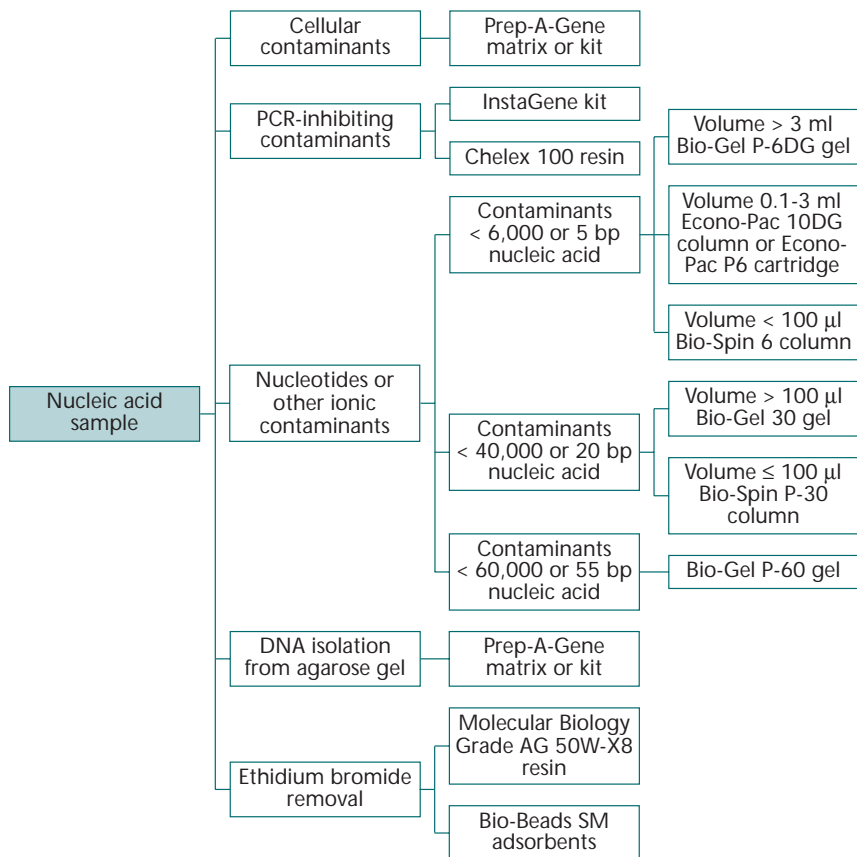 Cellular
contaminants
Prep-A-Gene
matrix or kit
PCR-inhibiting
contaminants
InstaGene kit
Chelex 100 resin
Nucleic acid
sample
Nucleotides or
other ionic
contaminants
Contaminants
< 6,000 or 5 bp
nucleic acid
Volume > 3 ml
Bio-Gel P-6DG gel
Volume 0.1-3 ml
Econo-Pac 10DG
column or Econo-
Pac P6 cartridge
Volume < 100 µl
Bio-Spin 6 column
Contaminants
< 40,000 or 20 bp
nucleic acid
Volume > 100 µl
Bio-Gel 30 gel
Volume ≤ 100 µl
Bio-Spin P-30
column
Contaminants
< 60,000 or 55 bp
nucleic acid
Bio-Gel P-60 gel
DNA isolation
from agarose gel
Prep-A-Gene
matrix or kit
Ethidium bromide
removal
Molecular Biology
Grade AG 50W-X8
resin
Bio-Beads SM
adsorbents